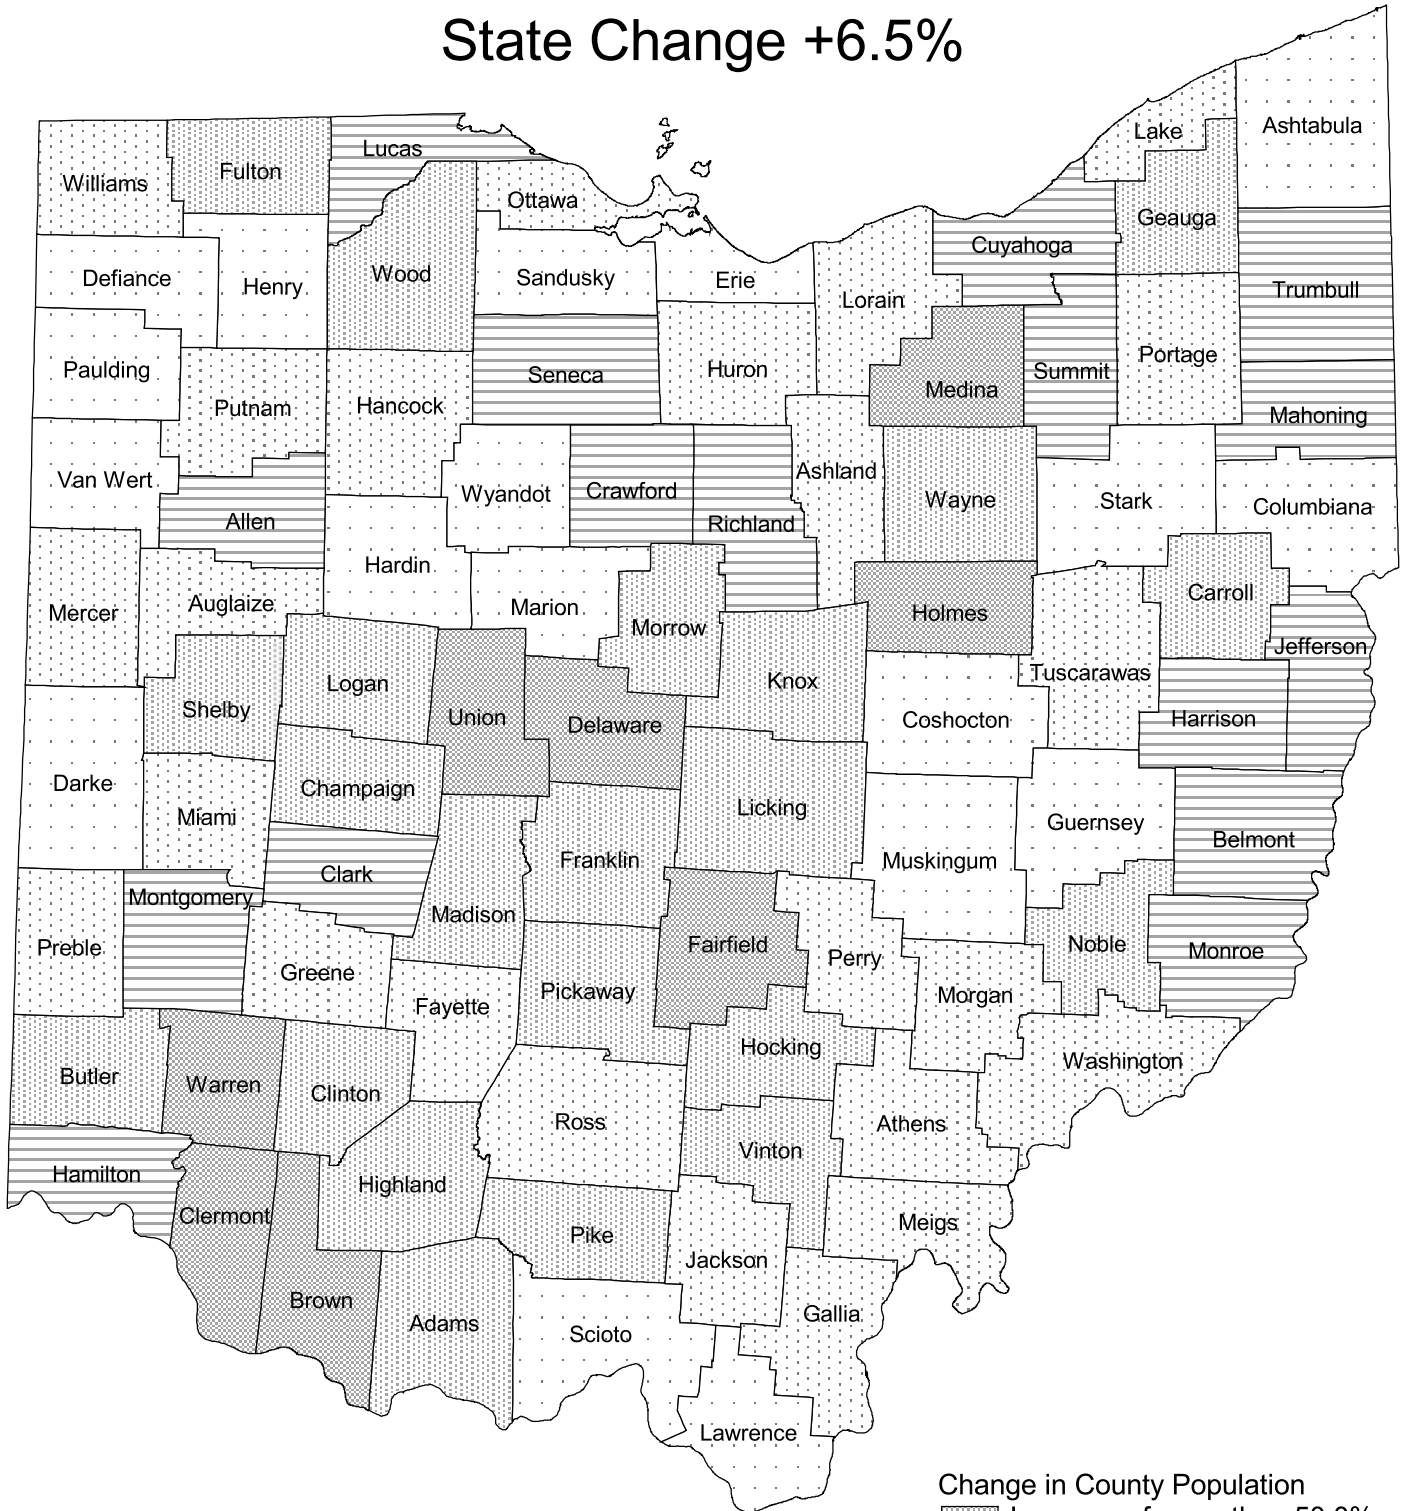 State Change +6.5%
Lake
Ashtabula
Lucas
Fulton
Williams
Ottawa
Geauga
Cuyahoga
Wood
Defiance
Henry
Sandusky
Erie
Lorain
Trumbull
Portage
Paulding
Seneca
Huron
Summit
Medina
Putnam
Hancock
Mahoning
Van Wert
Ashland
Crawford
Wyandot
Wayne
Stark
Columbiana
Allen
Richland
Hardin
Carroll
Auglaize
Marion
Mercer
Holmes
Morrow
Jefferson
Tuscarawas
Logan
Knox
Shelby
Union
Delaware
Coshocton
Harrison
Darke
Champaign
Miami
Licking
Guernsey
Belmont
Franklin
Muskingum
Clark
Montgomery
Madison
Preble
Fairfield
Noble
Perry
Monroe
Greene
Pickaway
Morgan
Fayette
Hocking
Washington
Butler
Warren
Clinton
Ross
Athens
Vinton
Hamilton
Highland
Clermont
Meigs
Pike
Jackson
Brown
Gallia
Adams
Scioto
Lawrence
Change in County Population